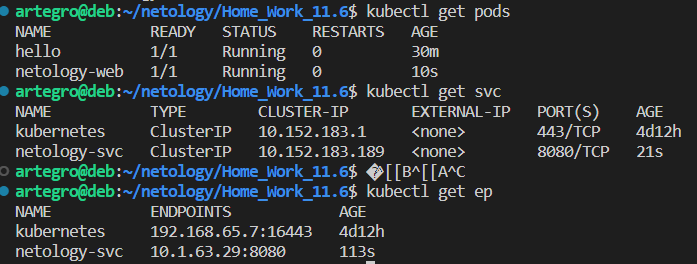 artegro@deb:~/netology/Home_Work_11.6$ kubectl get pods
NAME READY STATUS RESTARTS AGE
hello 1/1 Running 0 30m
netology-web 1/1 Running 0 10s
artegro@deb:~/netology/Home_Work_11.6$ kubectl get svc
NAME TYPE CLUSTER-IP EXTERNAL-IP PORT(S) AGE
kubernetes ClusterIP 10.152.183.1 <none> 443/TCP 4d12h
netology-svc ClusterIP 10.152.183.189 <none> 8080/TCP 21s
artegro@deb:~/netology/Home_Work_11.6$ �[[B^[[A^C
artegro@deb:~/netology/Home_Work_11.6$ kubectl get ep
NAME ENDPOINTS AGE
kubernetes 192.168.65.7:16443 4d12h
netology-svc 10.1.63.29:8080 113s